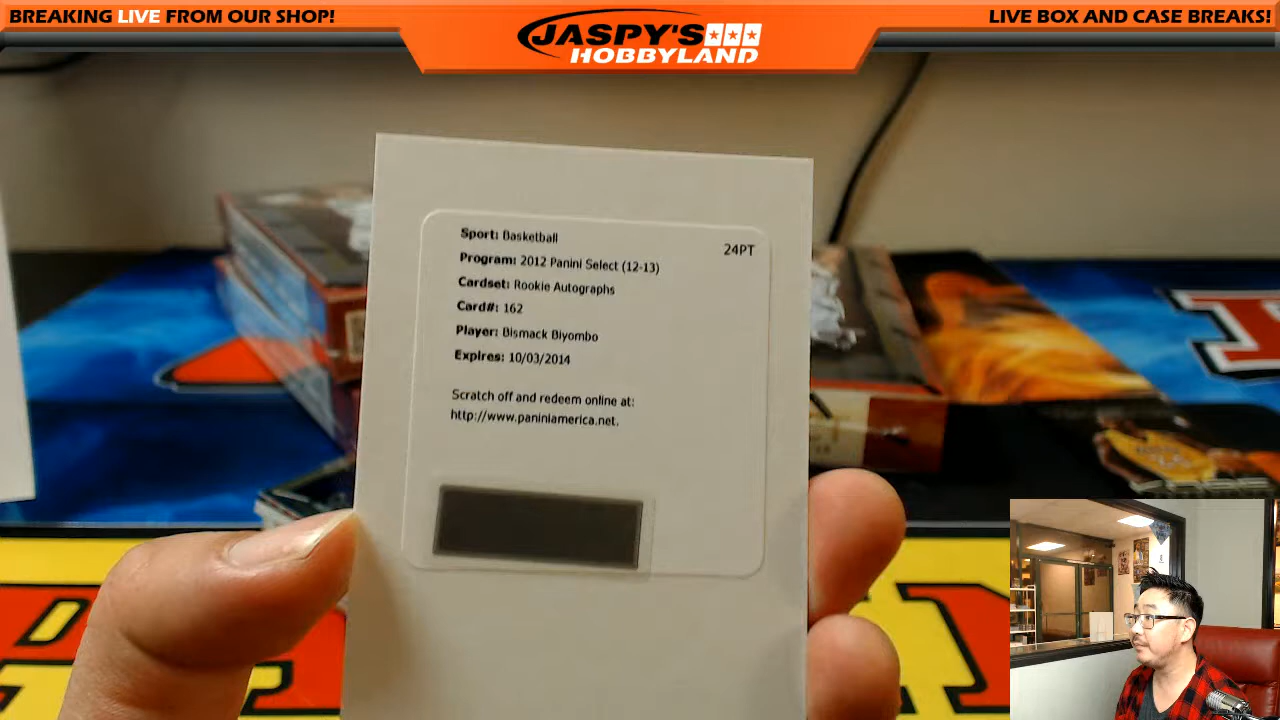 BREAKING LIVE FROM OUR SHOP!
JASPY'S
HOBBYLAND
LIVE BOX AND CASE BREAKS!
Sport: Basketball
24PT
Program: 2012 Panini Select (12-13)
Cardset: Rookie Autographs
Card#: 162
Player: Bismack Biyombo
Expires: 10/03/2014
Scratch off and redeem online at:
http://www.paniniamerica.net.